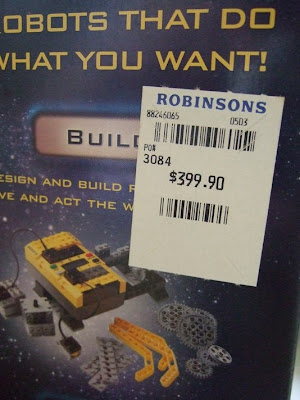 ROBOTS THAT DO
WHAT YOU WANT!
ROBINSONS
88246065 0503
PO#
3084
$399.90
BUILD
ESIGN AND BUILD R
VE AND ACT THE W